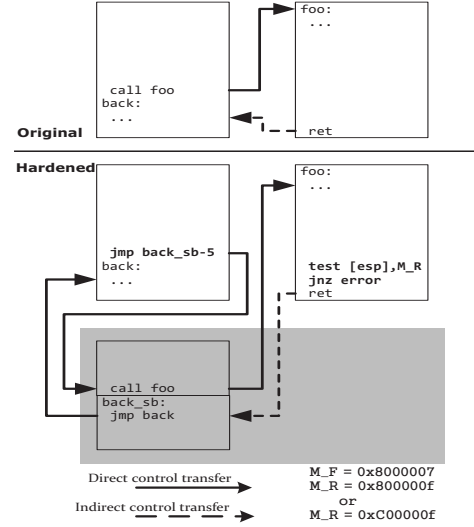 foo:
...
call foo
back:
...
ret
Original
Hardened
foo:
...
jmp back_sb-5
back:
...
test [esp],M_R
jnz error
ret
call foo
back_sb:
jmp back
Direct control transfer
Indirect control transfer
M_F = 0x8000007
M_R = 0x800000f
or
M_R = 0xC00000f